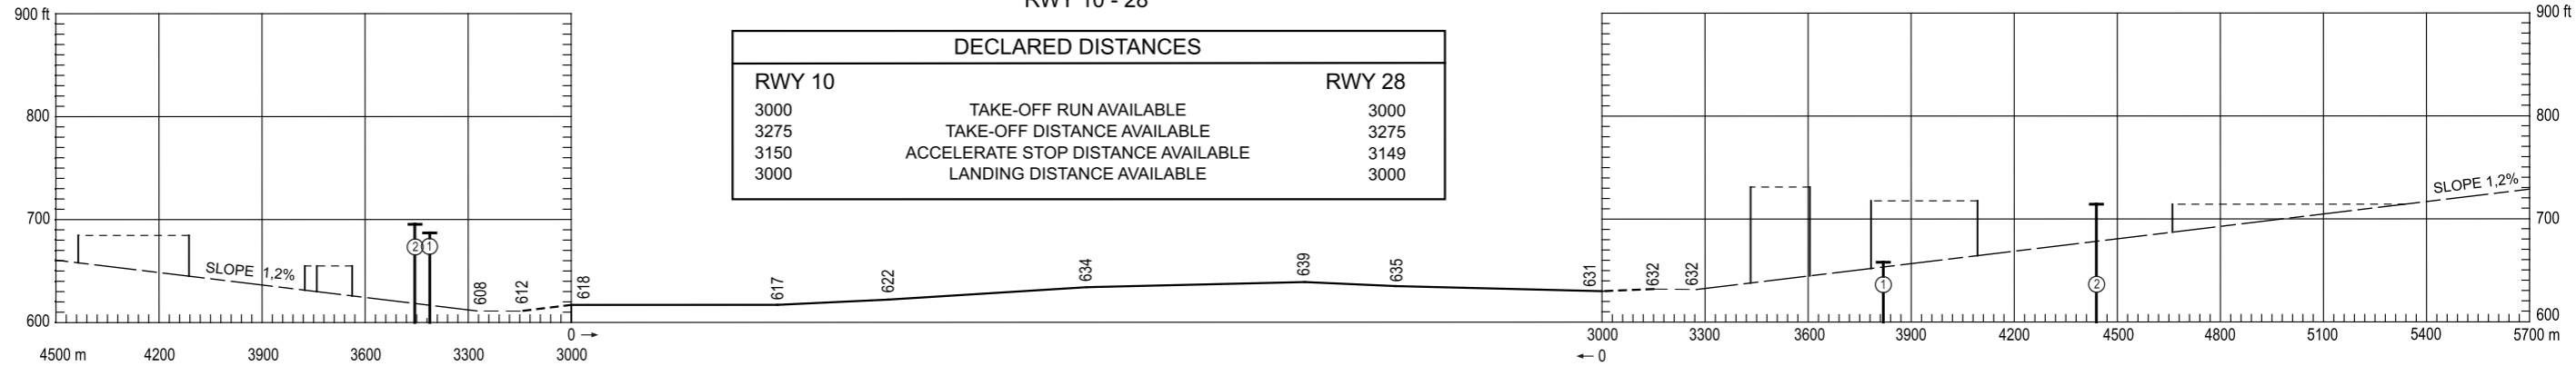 RWY 10 - 28
900 ft
800
700
600
SLOPE 1,2%
2
1
608
612
618
4500 m
4200
3900
3600
3300
3000
0 →
DECLARED DISTANCES
RWY 10
RWY 28
3000 TAKE-OFF RUN AVAILABLE 3000
3275 TAKE-OFF DISTANCE AVAILABLE 3275
3150 ACCELERATE STOP DISTANCE AVAILABLE 3149
3000 LANDING DISTANCE AVAILABLE 3000
617
622
634
639
635
631
632
632
1
2
SLOPE 1,2%
900 ft
800
700
600
3000
3300
3600
3900
4200
4500
4800
5100
5400
5700 m
← 0